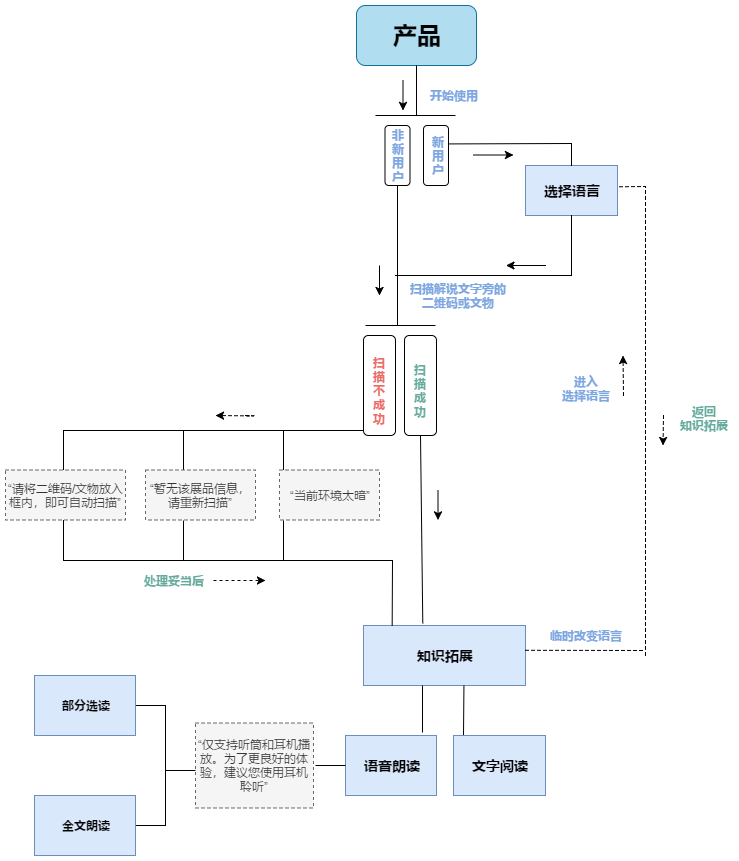 产品
开始使用
非新用户
新用户
选择语言
扫描解说文字旁的
二维码或文物
扫描不成功
扫描成功
进入
选择语言
返回
知识拓展
“请将二维码/文物放入
框内，即可自动扫描”
“暂无该展品信息，
请重新扫描”
“当前环境太暗”
处理妥当后
临时改变语言
知识拓展
部分选读
“仅支持听筒和耳机播
放。为了更良好的体
验，建议您使用耳机
聆听”
语音朗读
文字阅读
全文朗读